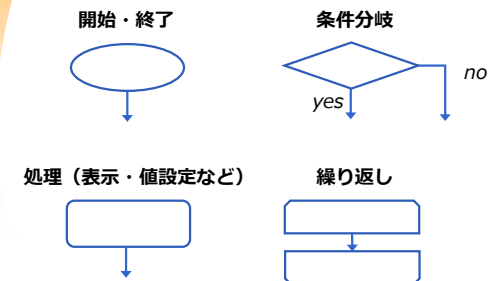 開始・終了
条件分岐
no
yes
処理（表示・値設定など）
繰り返し